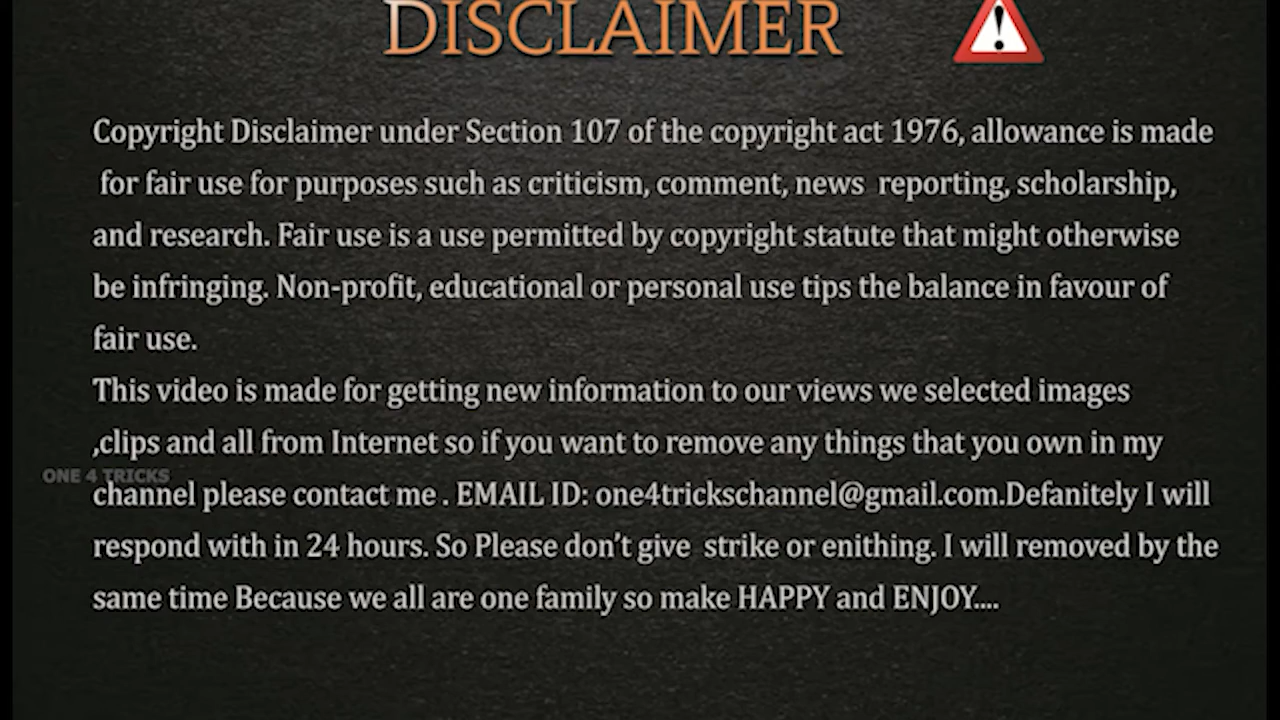 DISCLAIMER
Copyright Disclaimer under Section 107 of the copyright act 1976, allowance is made
for fair use for purposes such as criticism, comment, news reporting, scholarship,
and research. Fair use is a use permitted by copyright statute that might otherwise
be infringing. Non-profit, educational or personal use tips the balance in favour of
fair use.
This video is made for getting new information to our views we selected images
,clips and all from Internet so if you want to remove any things that you own in my
ONE 4 TRICKS
channel please contact me . EMAIL ID: one4trickschannel@gmail.com.Defanitely I will
respond with in 24 hours. So Please don’t give strike or enithing. I will removed by the
same time Because we all are one family so make HAPPY and ENJOY....